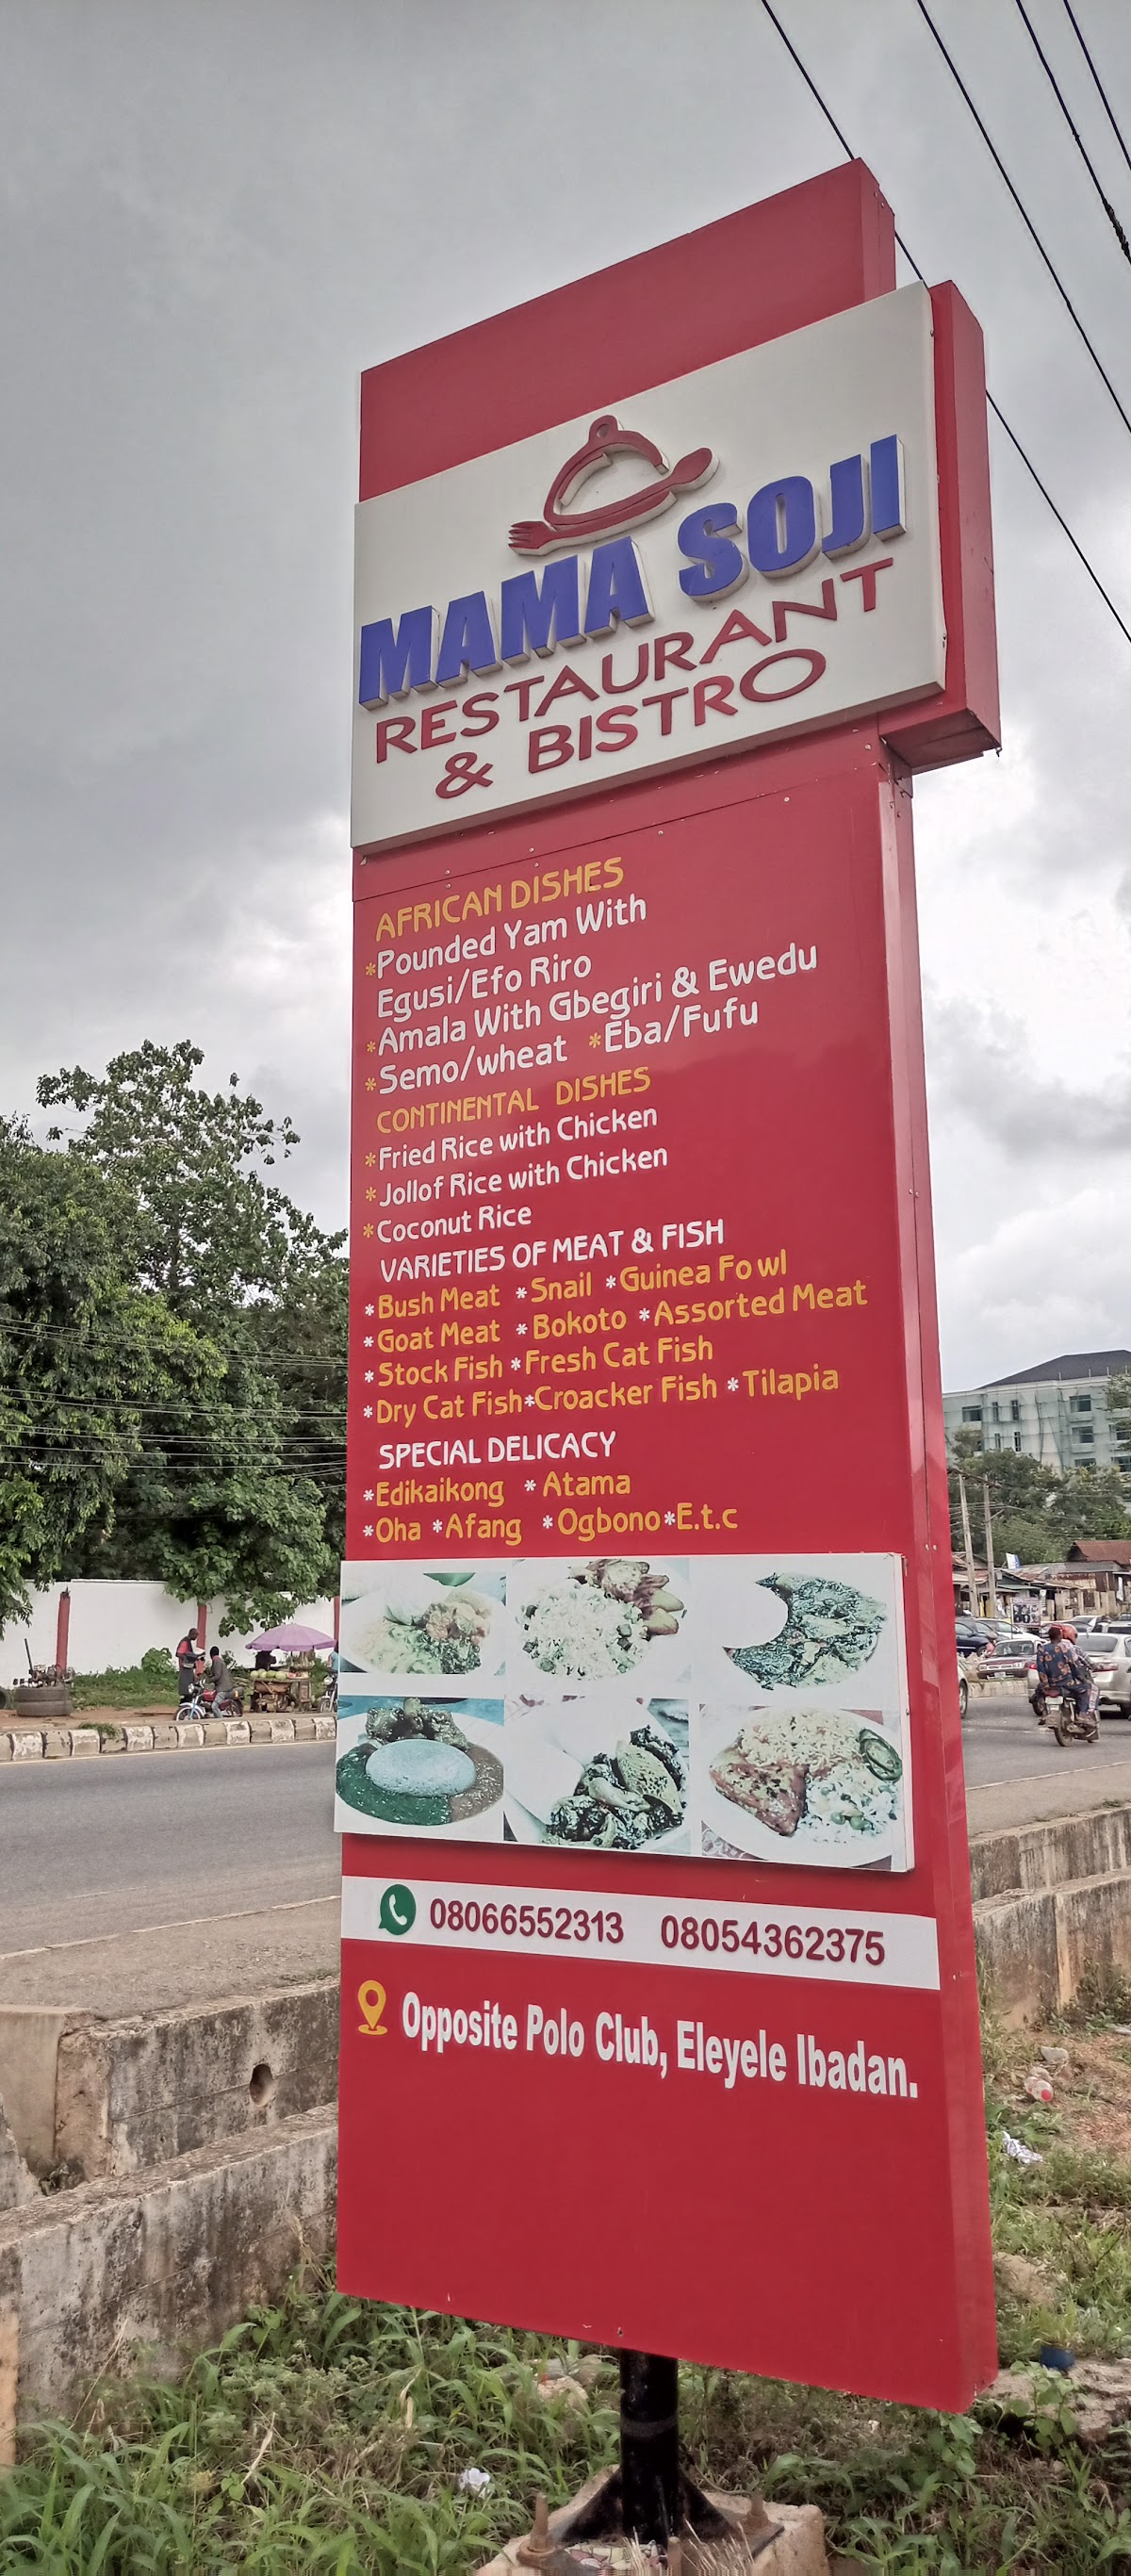 MAMA SOJI
RESTAURANT
& BISTRO
AFRICAN DISHES
*Pounded Yam With
Egusi/Efo Riro
*Amala With Gbegiri & Ewedu
*Semo/wheat *Eba/Fufu
CONTINENTAL DISHES
*Fried Rice with Chicken
*Jollof Rice with Chicken
*Coconut Rice
VARIETIES OF MEAT & FISH
*Bush Meat *Snail *Guinea Fowl
*Goat Meat *Bokoto *Assorted Meat
*Stock Fish *Fresh Cat Fish
*Dry Cat Fish*Croacker Fish *Tilapia
SPECIAL DELICACY
*Edikaikong *Atama
*Oha *Afang *Ogbono*E.t.c
08066552313 08054362375
Opposite Polo Club, Eleyele Ibadan.